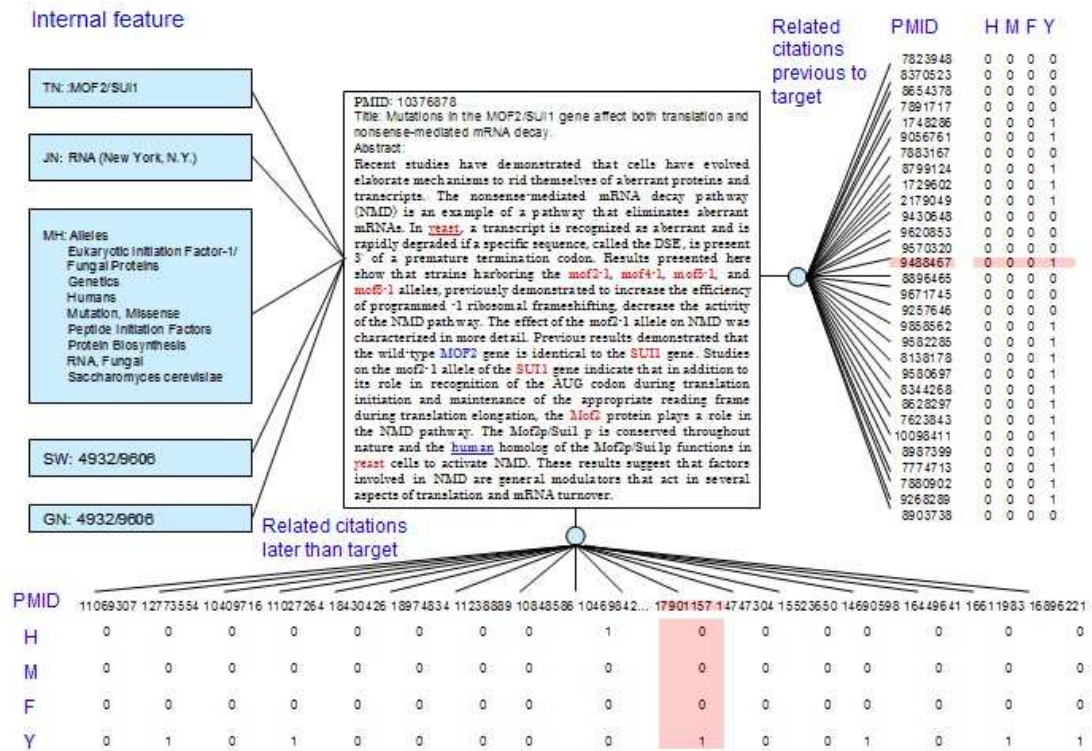 Internal feature
TN: :MOF2/SUI1
JN: RNA (New York, N.Y.)
MH: Alleles
Eukaryotic Initiation Factor-1/
Fungal Proteins
Genetics
Humans
Mutation, Missense
Peptide Initiation Factors
Protein Biosynthesis
RNA, Fungal
Saccharomyces cerevisiae
SW: 4932/9606
GN: 4932/9606
PMID: 10376878
Title: Mutations in the MOF2/SUI1 gene affect both translation and
nonsense-mediated mRNA decay.
Abstract:
Recent studies have demonstrated that cells have evolved
elaborate mechanisms to rid themselves of aberrant proteins and
transcripts. The nonsense-mediated mRNA decay pathway
(NMD) is an example of a pathway that eliminates aberrant
mRNAs. In yeast, a transcript is recognized as aberrant and is
rapidly degraded if a specific sequence, called the DSE, is present
3' of a premature termination codon. Results presented here
show that strains harboring the mof2-1, mof4-1, mof5-1, and
mof8-1 alleles, previously demonstrated to increase the efficiency
of programmed -1 ribosomal frameshifting, decrease the activity
of the NMD pathway. The effect of the mof2-1 allele on NMD was
characterized in more detail. Previous results demonstrated that
the wild-type MOF2 gene is identical to the SUI1 gene. Studies
on the mof2-1 allele of the SUI1 gene indicate that in addition to
its role in recognition of the AUG codon during translation
initiation and maintenance of the appropriate reading frame
during translation elongation, the Mof2 protein plays a role in
the NMD pathway. The Mof2p/Sui1 p is conserved throughout
nature and the human homolog of the Mof2p/Sui1p functions in
yeast cells to activate NMD. These results suggest that factors
involved in NMD are general modulators that act in several
aspects of translation and mRNA turnover.
Related
citations
previous to
target
PMID H M F Y
7823948 0 0 0 0
8370523 0 0 0 0
8654378 0 0 0 0
7891717 0 0 0 0
1748286 0 0 0 1
9056761 0 0 0 1
7883167 0 0 0 0
8799124 0 0 0 1
1729602 0 0 0 1
2179049 0 0 0 1
9430648 0 0 0 0
9620853 0 0 0 0
9570320 0 0 0 0
9488467 0 0 0 1
8896465 0 0 0 0
9671745 0 0 0 0
9257646 0 0 0 0
9858562 0 0 0 1
9582285 0 0 0 1
8138178 0 0 0 1
9580697 0 0 0 1
8344268 0 0 0 1
8628297 0 0 0 1
7623843 0 0 0 1
10098411 0 0 0 1
8987399 0 0 0 1
7774713 0 0 0 1
7880902 0 0 0 1
9268289 0 0 0 1
8903738 0 0 0 0
Related citations
later than target
PMID 11069307 12773554 10409716 11027264 18430426 18974834 11238889 10848586 10469842... 17901157 14747304 15523650 14690598 16449641 16611983 16896221
H 0 0 0 0 0 0 0 0 1 0 0 0 0 0 0 0
M 0 0 0 0 0 0 0 0 0 0 0 0 0 0 0 0
F 0 0 0 0 0 0 0 0 0 0 0 0 0 0 0 0
Y 0 1 0 1 0 0 0 0 0 1 0 0 1 0 1 1